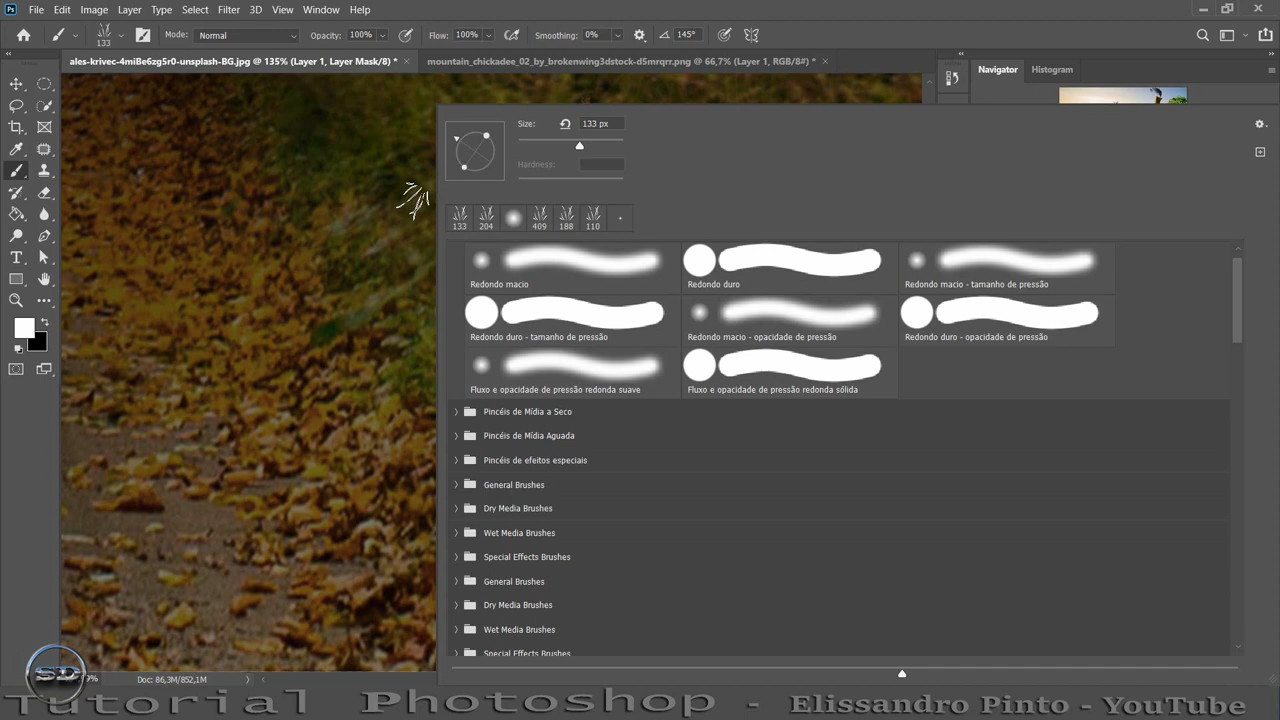 Ps File Edit Image Layer Type Select Filter 3D View Window Help
133 Mode: Normal Opacity: 100% Flow: 100% Smoothing: 0% 145°
ales-krivec-4miBe6zg5r0-unsplash-BG.jpg @ 135% (Layer 1, Layer Mask/8) * mountain_chickadee_02_by_brokenwing3dstock-d5mrqrr.png @ 66,7% (Layer 1, RGB/8#) *
Navigator Histogram
Size: 133 px
Hardness:
133 204 409 188 110
Redondo macio Redondo duro Redondo macio - tamanho de pressão
Redondo duro - tamanho de pressão Redondo macio - opacidade de pressão Redondo duro - opacidade de pressão
Fluxo e opacidade de pressão redonda suave Fluxo e opacidade de pressão redonda sólida
Pincéis de Mídia a Seco
Pincéis de Mídia Aguada
Pincéis de efeitos especiais
General Brushes
Dry Media Brushes
Wet Media Brushes
Special Effects Brushes
General Brushes
Dry Media Brushes
Wet Media Brushes
Special Effects Brushes
SD
Doc: 86,3M/852,1M
Tutorial Photoshop - Elissandro Pinto - YouTube